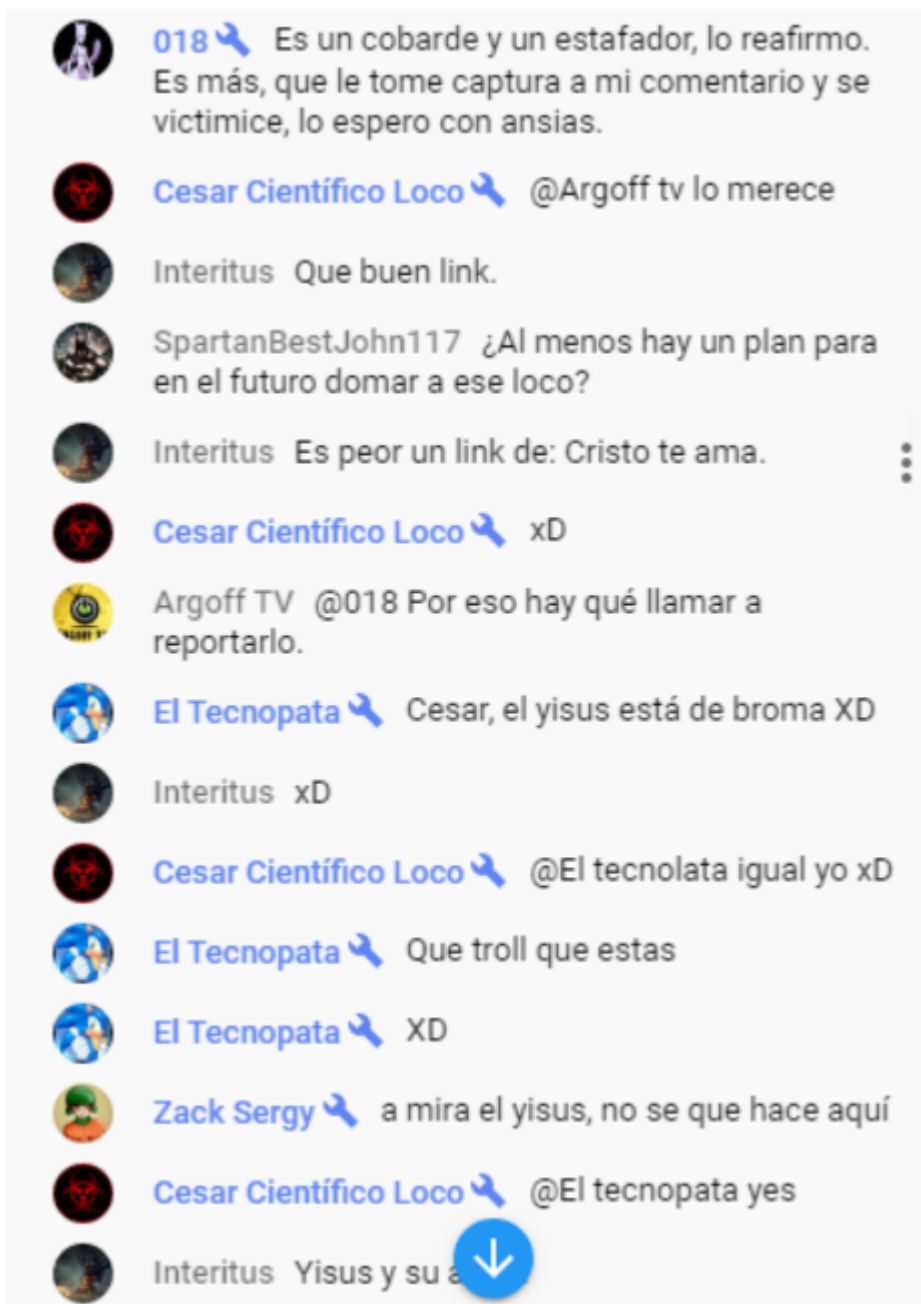 018 Es un cobarde y un estafador, lo reafirmo.
Es más, que le tome captura a mi comentario y se
victimice, lo espero con ansias.
Cesar Científico Loco @Argoff tv lo merece
Interitus Que buen link.
SpartanBestJohn117 ¿Al menos hay un plan para
en el futuro domar a ese loco?
Interitus Es peor un link de: Cristo te ama.
Cesar Científico Loco xD
Argoff TV @018 Por eso hay qué llamar a
reportarlo.
El Tecnopata Cesar, el yisus está de broma XD
Interitus xD
Cesar Científico Loco @El tecnolata igual yo xD
El Tecnopata Que troll que estas
El Tecnopata XD
Zack Sergy a mira el yisus, no se que hace aquí
Cesar Científico Loco @El tecnopata yes
Interitus Yisus y su